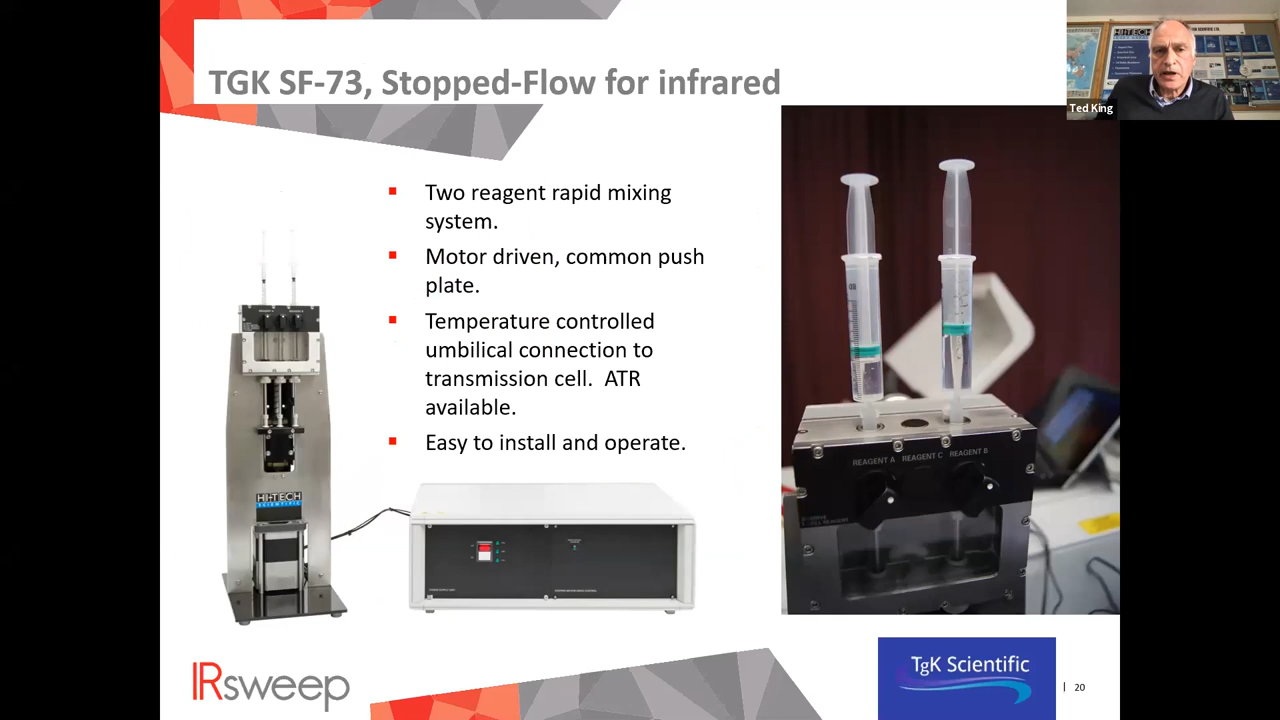 TGK SF-73, Stopped-Flow for infrared
Ted King
HI-TECH
Two reagent rapid mixing
system.
Motor driven, common push
plate.
Temperature controlled
umbilical connection to
transmission cell. ATR
available.
Easy to install and operate.
HI-TECH
SCIENTIFIC
REAGENT A
REAGENT C
REAGENT B
IRsweep
TgK Scientific
| 20